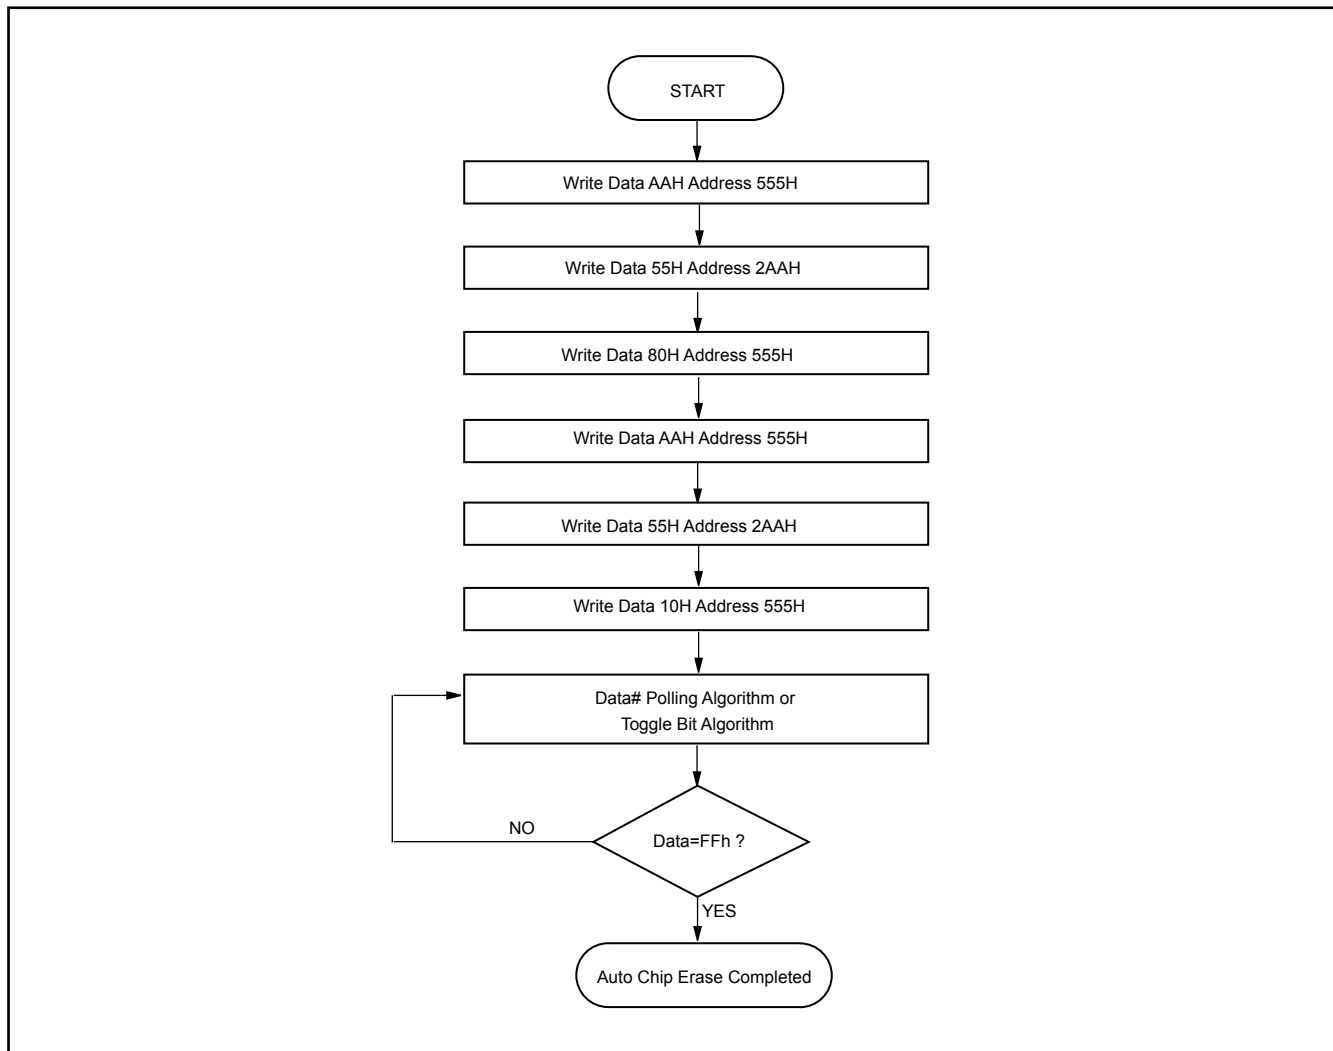 START
Write Data AAH Address 555H
Write Data 55H Address 2AAH
Write Data 80H Address 555H
Write Data AAH Address 555H
Write Data 55H Address 2AAH
Write Data 10H Address 555H
Data# Polling Algorithm or
Toggle Bit Algorithm
NO
Data=FFh ?
YES
Auto Chip Erase Completed